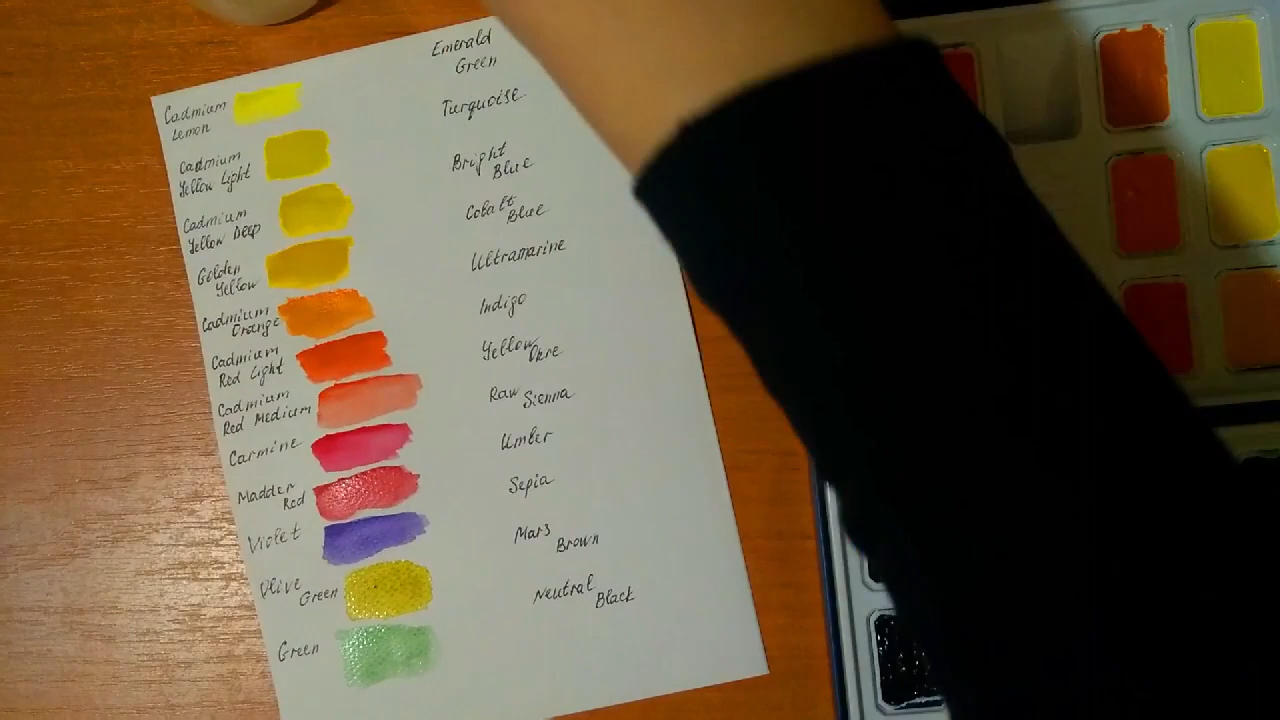 Cadmium
Lemon
Cadmium
Yellow Light
Cadmium
Yellow Deep
Golden
Yellow
Cadmium
Orange
Cadmium
Red Light
Cadmium
Red Medium
Carmine
Madder
Red
Violet
Olive
Green
Green
Emerald
Green
Turquoise
Bright
Blue
Cobalt
Blue
Ultramarine
Indigo
Yellow
Ohre
Raw Sienna
Umber
Sepia
Mars
Brown
Neutral
Black